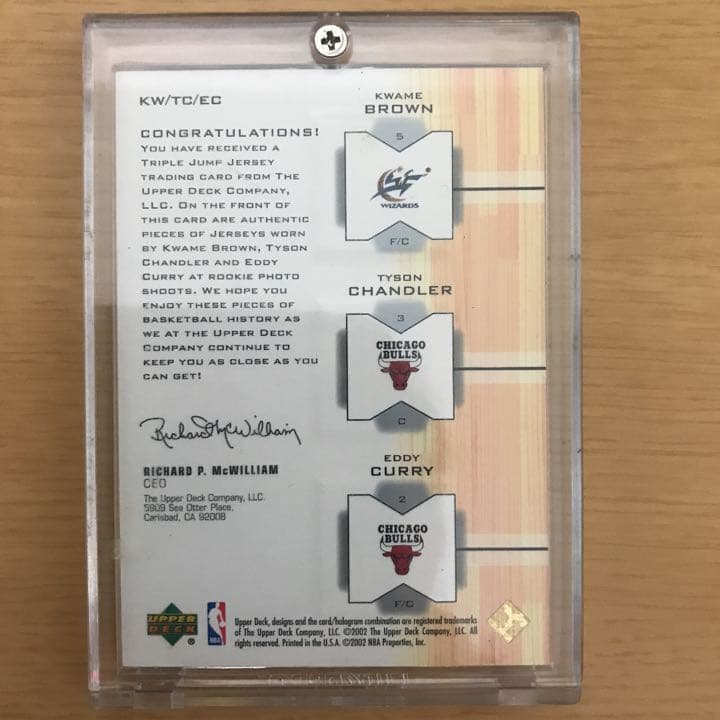 KW/TC/EC
CONGRATULATIONS!
YOU HAVE RECEIVED A
TRIPLE JUMP JERSEY
TRADING CARD FROM THE
UPPER DECK COMPANY,
LLC. ON THE FRONT OF
THIS CARD ARE AUTHENTIC
PIECES OF JERSEYS WORN
BY KWAME BROWN, TYSON
CHANDLER AND EDDY
CURRY AT ROOKIE PHOTO
SHOOTS. WE HOPE YOU
ENJOY THESE PIECES OF
BASKETBALL HISTORY AS
WE AT THE UPPER DECK
COMPANY CONTINUE TO
KEEP YOU AS CLOSE AS YOU
CAN GET!
Richard McWilliam
RICHARD P. McWILLIAM
CEO
The Upper Deck Company, LLC.
5909 Sea Otter Place,
Carlsbad, CA 92008
KWAME
BROWN
5
WIZARDS
F/C
TYSON
CHANDLER
3
CHICAGO
BULLS
C
EDDY
CURRY
2
CHICAGO
BULLS
F/C
UPPER
DECK
®
NBA
Upper Deck, designs and the card/hologram combination are registered trademarks
of The Upper Deck Company, LLC. ©2002 The Upper Deck Company, LLC. All
rights reserved. Printed in the U.S.A. ©2002 NBA Properties, Inc.